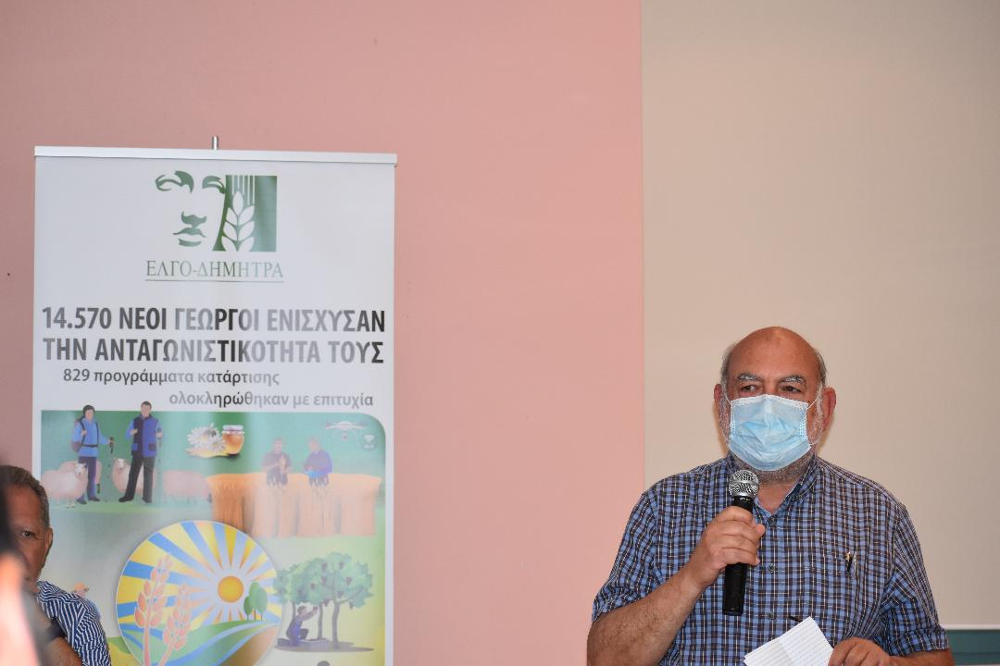 ΕΛΓΟ-ΔΗΜΗΤΡΑ
14.570 ΝΕΟΙ ΓΕΩΡΓΟΙ ΕΝΙΣΧΥΣΑΝ
ΤΗΝ ΑΝΤΑΓΩΝΙΣΤΙΚΟΤΗΤΑ ΤΟΥΣ
829 προγράμματα κατάρτισης
ολοκληρώθηκαν με επιτυχία